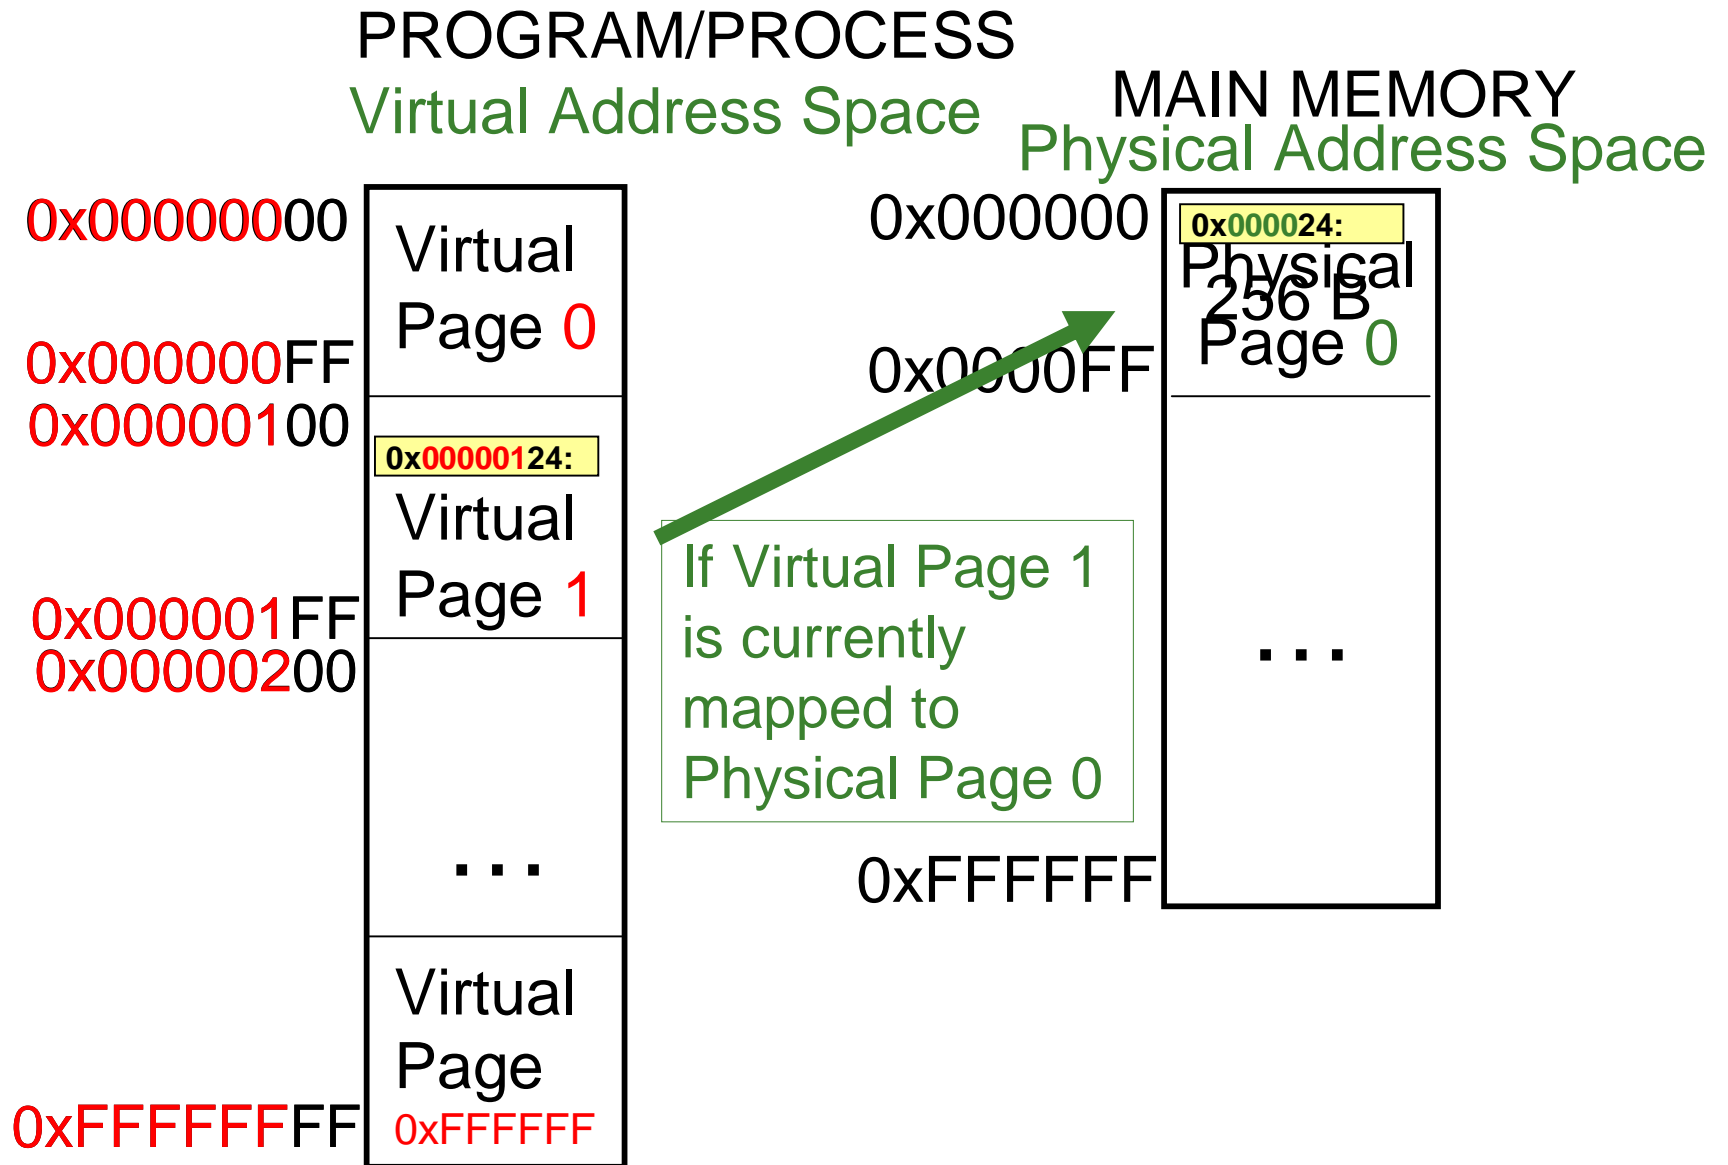 PROGRAM/PROCESS
Virtual Address Space
MAIN MEMORY
Physical Address Space
0x00000000
Virtual
Page 0
0x000000FF
0x00000100
0x00000124:
Virtual
Page 1
0x000001FF
0x00000200
...
Virtual
Page
0xFFFFFF
0xFFFFFFFF
If Virtual Page 1
is currently
mapped to
Physical Page 0
0x000000
0x000024:
Physical
256 B
Page 0
0x0000FF
...
0xFFFFFF